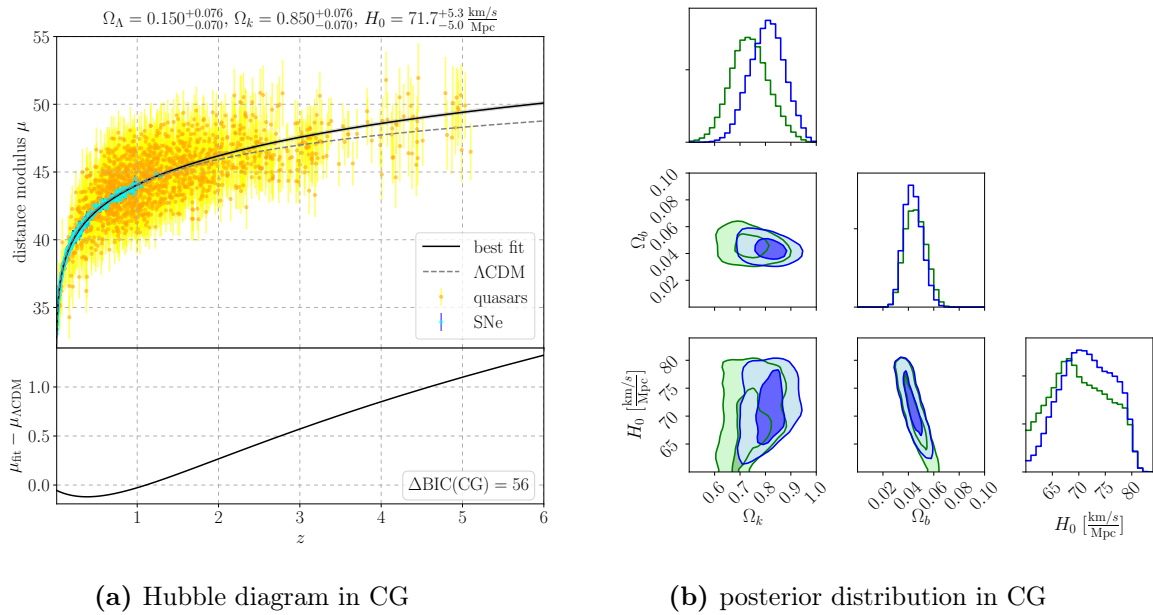 Ω_Λ = 0.150^{+0.076}_{−0.070}, Ω_k = 0.850^{+0.076}_{−0.070}, H_0 = 71.7^{+5.3}_{−5.0} km/s/Mpc
55
50
45
40
35
distance modulus μ
best fit
ΛCDM
quasars
SNe
1.0
0.5
0.0
μ_fit − μ_ΛCDM
ΔBIC(CG) = 56
1 2 3 4 5 6
z
(a) Hubble diagram in CG
0.10
0.08
0.06
0.04
0.02
Ω_b
80
75
70
65
H_0 [km/s/Mpc]
0.6 0.7 0.8 0.9 1.0
Ω_k
0.02 0.04 0.06 0.08 0.10
Ω_b
65 70 75 80
H_0 [km/s/Mpc]
(b) posterior distribution in CG